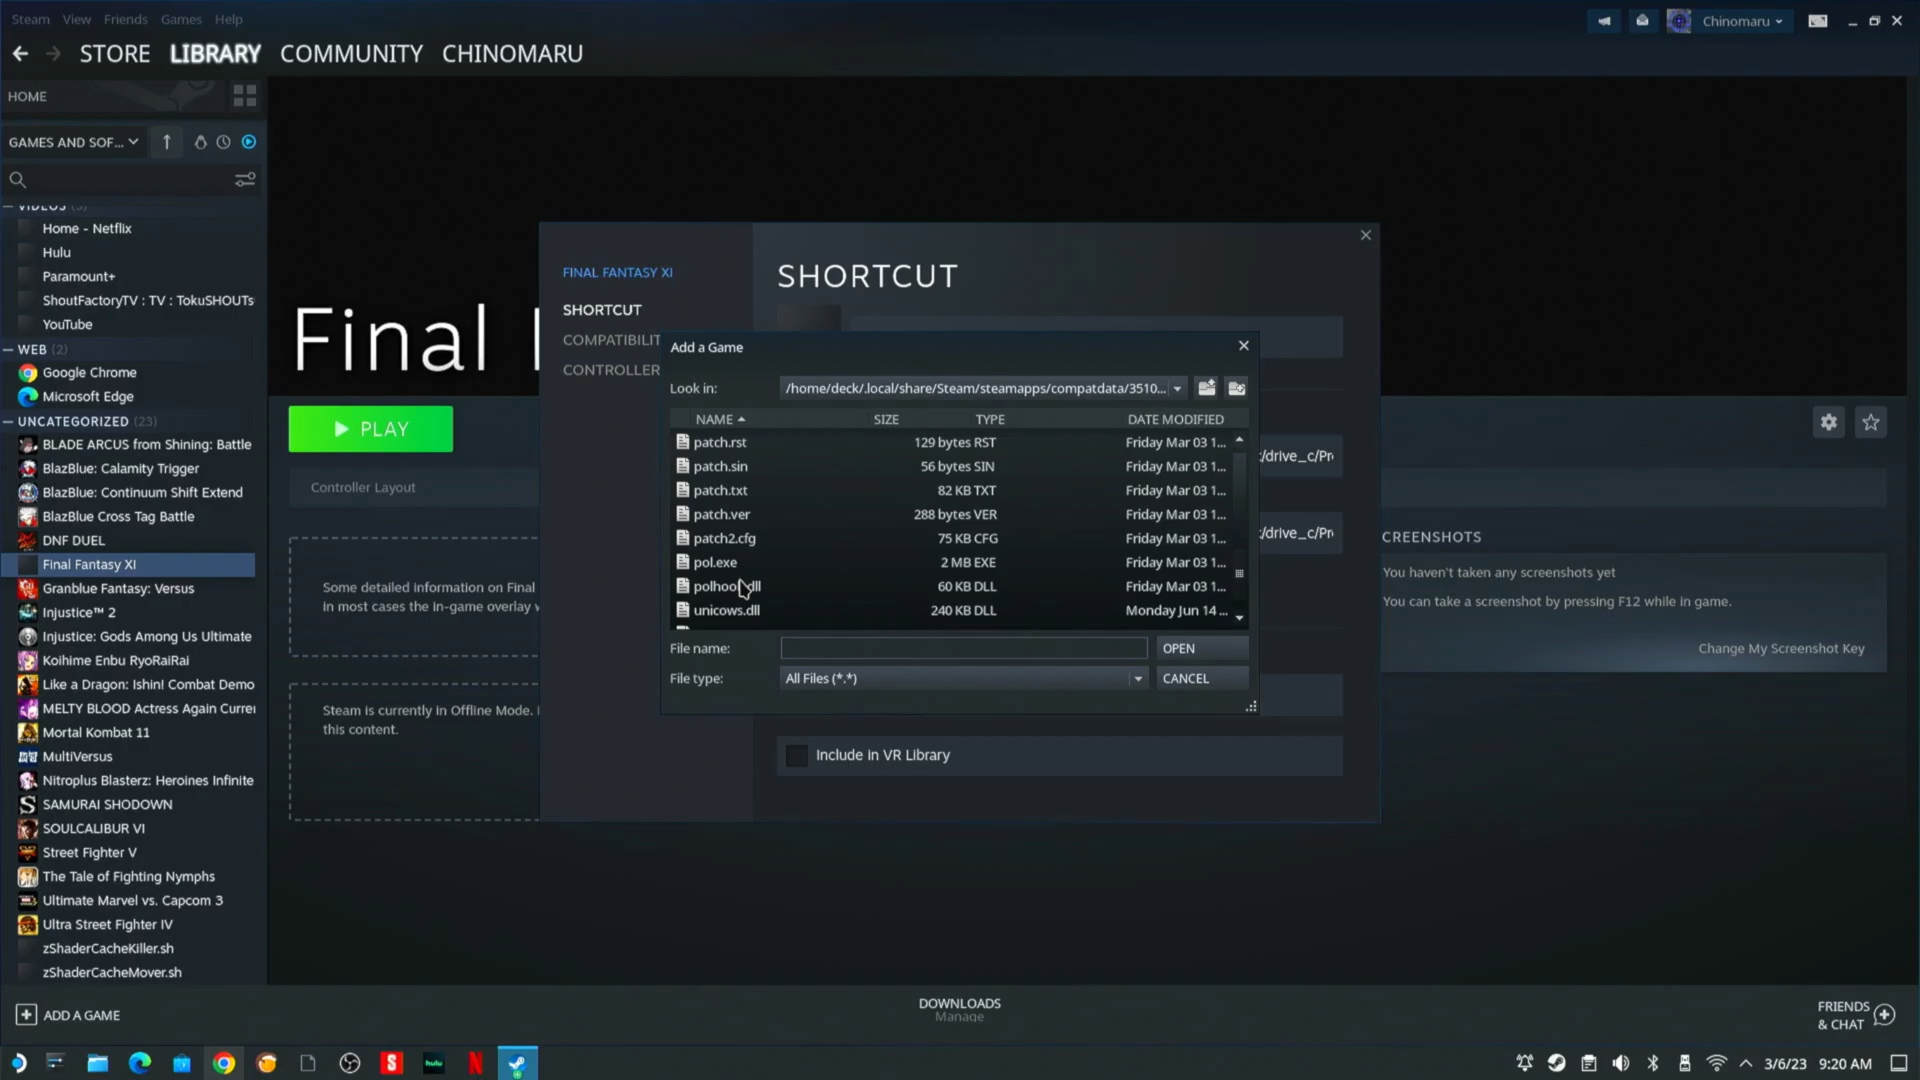 Steam View Friends Games Help
Chinomaru
STORE LIBRARY COMMUNITY CHINOMARU
HOME
GAMES AND SOF...
VIDEOS (5)
Home - Netflix
Hulu
Paramount+
ShoutFactoryTV : TV : TokuSHOUTs
YouTube
WEB (2)
Google Chrome
Microsoft Edge
UNCATEGORIZED (23)
BLADE ARCUS from Shining: Battle
BlazBlue: Calamity Trigger
BlazBlue: Continuum Shift Extend
BlazBlue Cross Tag Battle
DNF DUEL
Final Fantasy XI
Granblue Fantasy: Versus
Injustice™ 2
Injustice: Gods Among Us Ultimate
Koihime Enbu RyoRaiRai
Like a Dragon: Ishin! Combat Demo
MELTY BLOOD Actress Again Curre
Mortal Kombat 11
MultiVersus
Nitroplus Blasterz: Heroines Infinite
SAMURAI SHODOWN
SOULCALIBUR VI
Street Fighter V
The Tale of Fighting Nymphs
Ultimate Marvel vs. Capcom 3
Ultra Street Fighter IV
zShaderCacheKiller.sh
zShaderCacheMover.sh
ADD A GAME
Final
PLAY
Controller Layout
Some detailed information on Final
in most cases the in-game overlay
Steam is currently in Offline Mode.
this content.
FINAL FANTASY XI
SHORTCUT
COMPATIBILIT
CONTROLLER
SHORTCUT
:/drive_c/Pr
:/drive_c/Pr
Include in VR Library
Add a Game
Look in: /home/deck/.local/share/Steam/steamapps/compatdata/3510...
NAME SIZE TYPE DATE MODIFIED
patch.rst 129 bytes RST Friday Mar 03 1...
patch.sin 56 bytes SIN Friday Mar 03 1...
patch.txt 82 KB TXT Friday Mar 03 1...
patch.ver 288 bytes VER Friday Mar 03 1...
patch2.cfg 75 KB CFG Friday Mar 03 1...
pol.exe 2 MB EXE Friday Mar 03 1...
60 KB DLL Friday Mar 03 1...
unicows.dll 240 KB DLL Monday Jun 14 ...
File name: OPEN
File type: All Files (*.*) CANCEL
CREENSHOTS
You haven't taken any screenshots yet
You can take a screenshot by pressing F12 while in game.
Change My Screenshot Key
DOWNLOADS
Manage
FRIENDS
& CHAT
hulu
3/6/23 9:20 AM